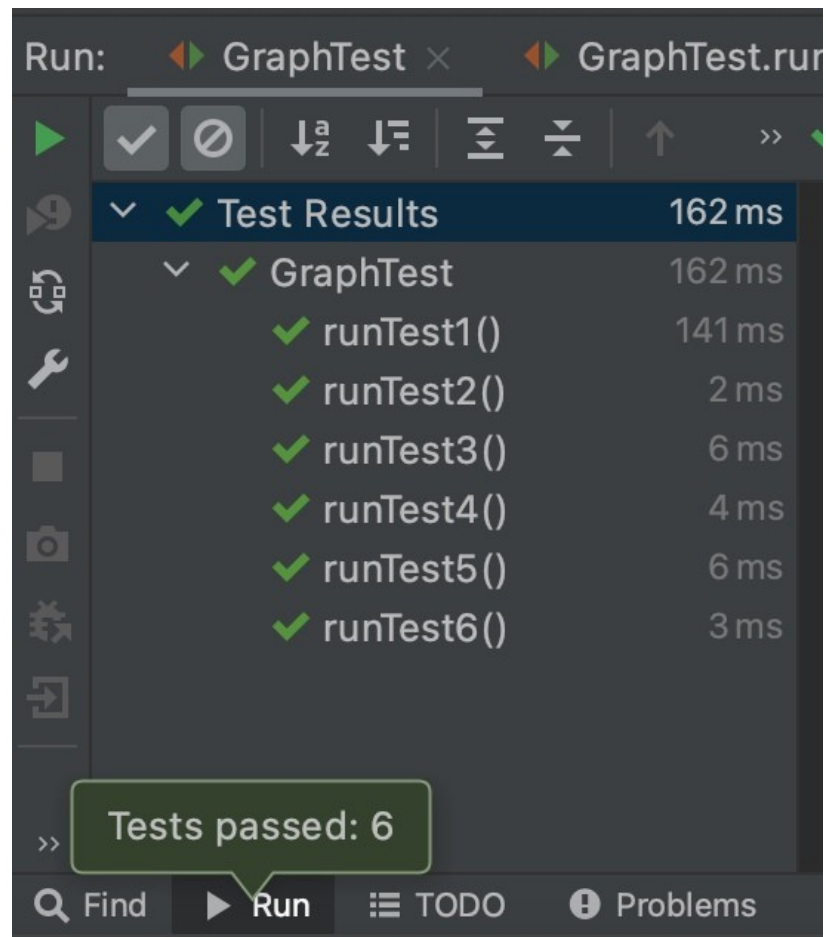 Run: GraphTest GraphTest.run
Test Results 162 ms
GraphTest 162 ms
runTest1() 141 ms
runTest2() 2 ms
runTest3() 6 ms
runTest4() 4 ms
runTest5() 6 ms
runTest6() 3 ms
Tests passed: 6
Find Run TODO Problems